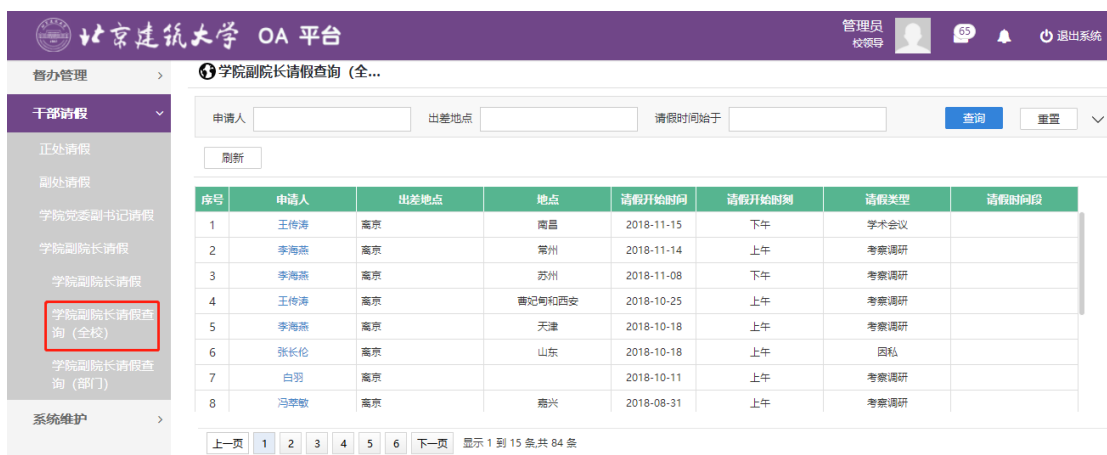 北京建筑大学 OA 平台
管理员
校领导
65
退出系统
督办管理
干部请假
正处请假
副处请假
学院党委副书记请假
学院副院长请假
学院副院长请假
学院副院长请假查
询（全校）
学院副院长请假查
询（部门）
系统维护
学院副院长请假查询（全...
申请人 出差地点 请假时间始于 查询 重置
刷新
序号 申请人 出差地点 地点 请假开始时间 请假开始时刻 请假类型 请假时间段
1 王传涛 离京 南昌 2018-11-15 下午 学术会议
2 李海燕 离京 常州 2018-11-14 上午 考察调研
3 李海燕 离京 苏州 2018-11-08 下午 考察调研
4 王传涛 离京 曹妃甸和西安 2018-10-25 上午 考察调研
5 李海燕 离京 天津 2018-10-18 上午 考察调研
6 张长伦 离京 山东 2018-10-18 上午 因私
7 白羽 离京 2018-10-11 上午 考察调研
8 冯萃敏 离京 嘉兴 2018-08-31 上午 考察调研
上一页 1 2 3 4 5 6 下一页 显示 1 到 15 条,共 84 条